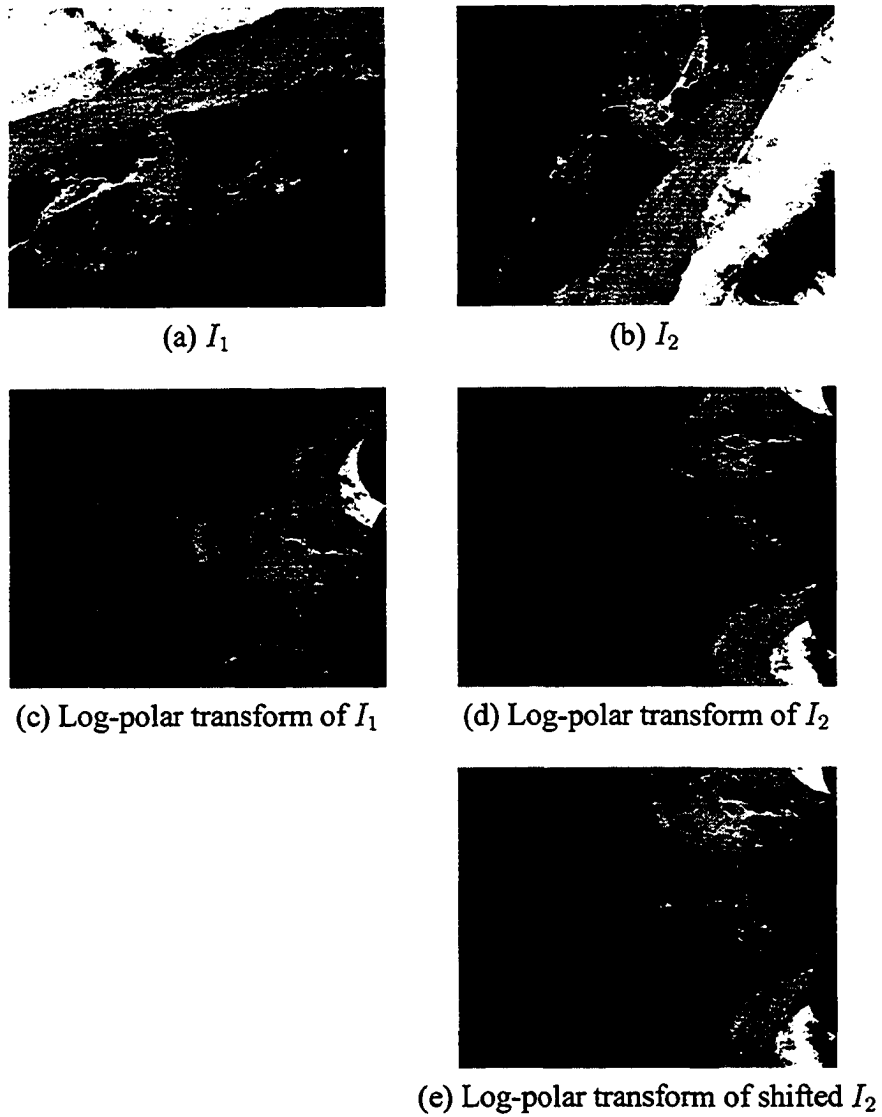 (a) I₁
(b) I₂
(c) Log-polar transform of I₁
(d) Log-polar transform of I₂
(e) Log-polar transform of shifted I₂